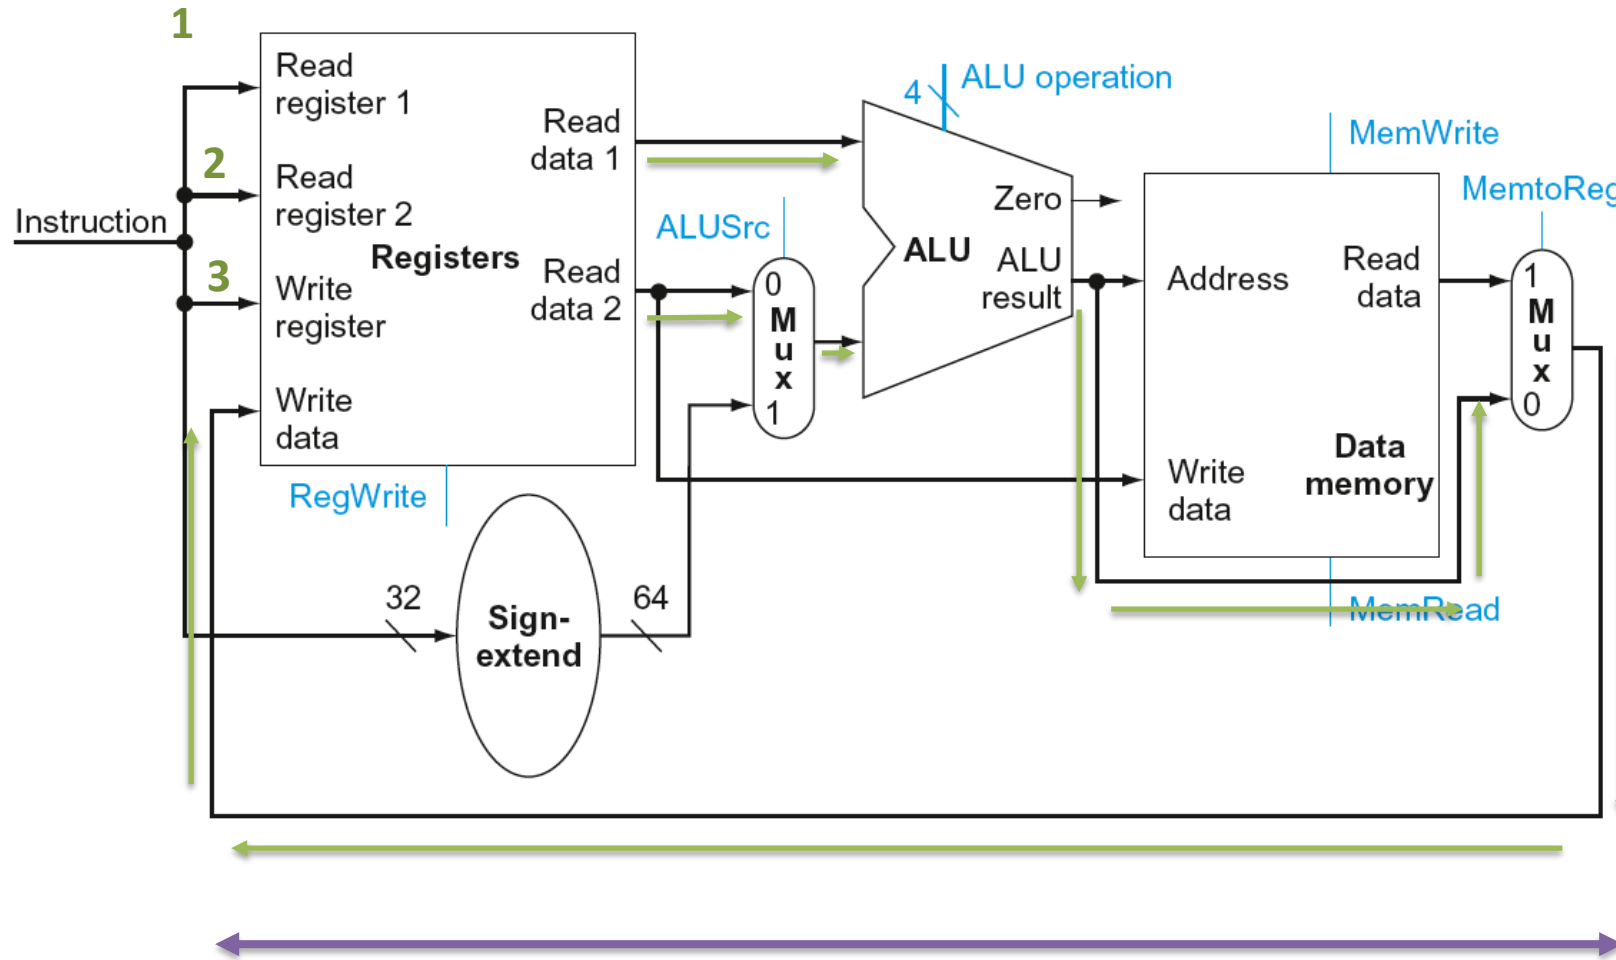 1
Read
register 1
2
Read
register 2
Instruction
3
Registers
Write
register
Write
data
Read
data 1
Read
data 2
RegWrite
32
Sign-
extend
64
ALUSrc
0
M
u
x
1
4
ALU operation
Zero
ALU
ALU
result
MemWrite
MemtoReg
Address
Read
data
Write
data
Data
memory
MemRead
1
M
u
x
0